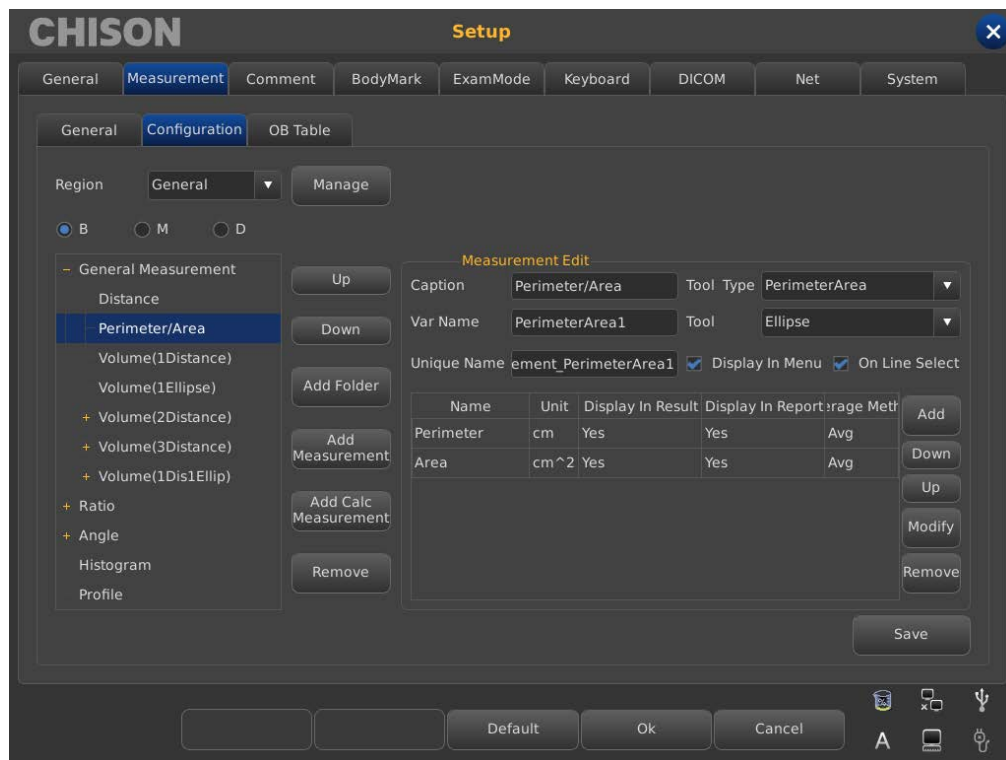 CHISON Setup
General Measurement Comment BodyMark ExamMode Keyboard DICOM Net System
General Configuration OB Table
Region General Manage
B M D
General Measurement
Distance
Perimeter/Area
Volume(1Distance)
Volume(1Ellipse)
+ Volume(2Distance)
+ Volume(3Distance)
+ Volume(1Dis1Ellip)
+ Ratio
+ Angle
Histogram
Profile
Up
Down
Add Folder
Add
Measurement
Add Calc
Measurement
Remove
Measurement Edit
Caption Perimeter/Area Tool Type PerimeterArea
Var Name PerimeterArea1 Tool Ellipse
Unique Name ement_PerimeterArea1 Display In Menu On Line Select
Name Unit Display In Result Display In Report erage Meth
Perimeter cm Yes Yes Avg
Area cm^2 Yes Yes Avg
Add
Down
Up
Modify
Remove
Save
Default Ok Cancel
A